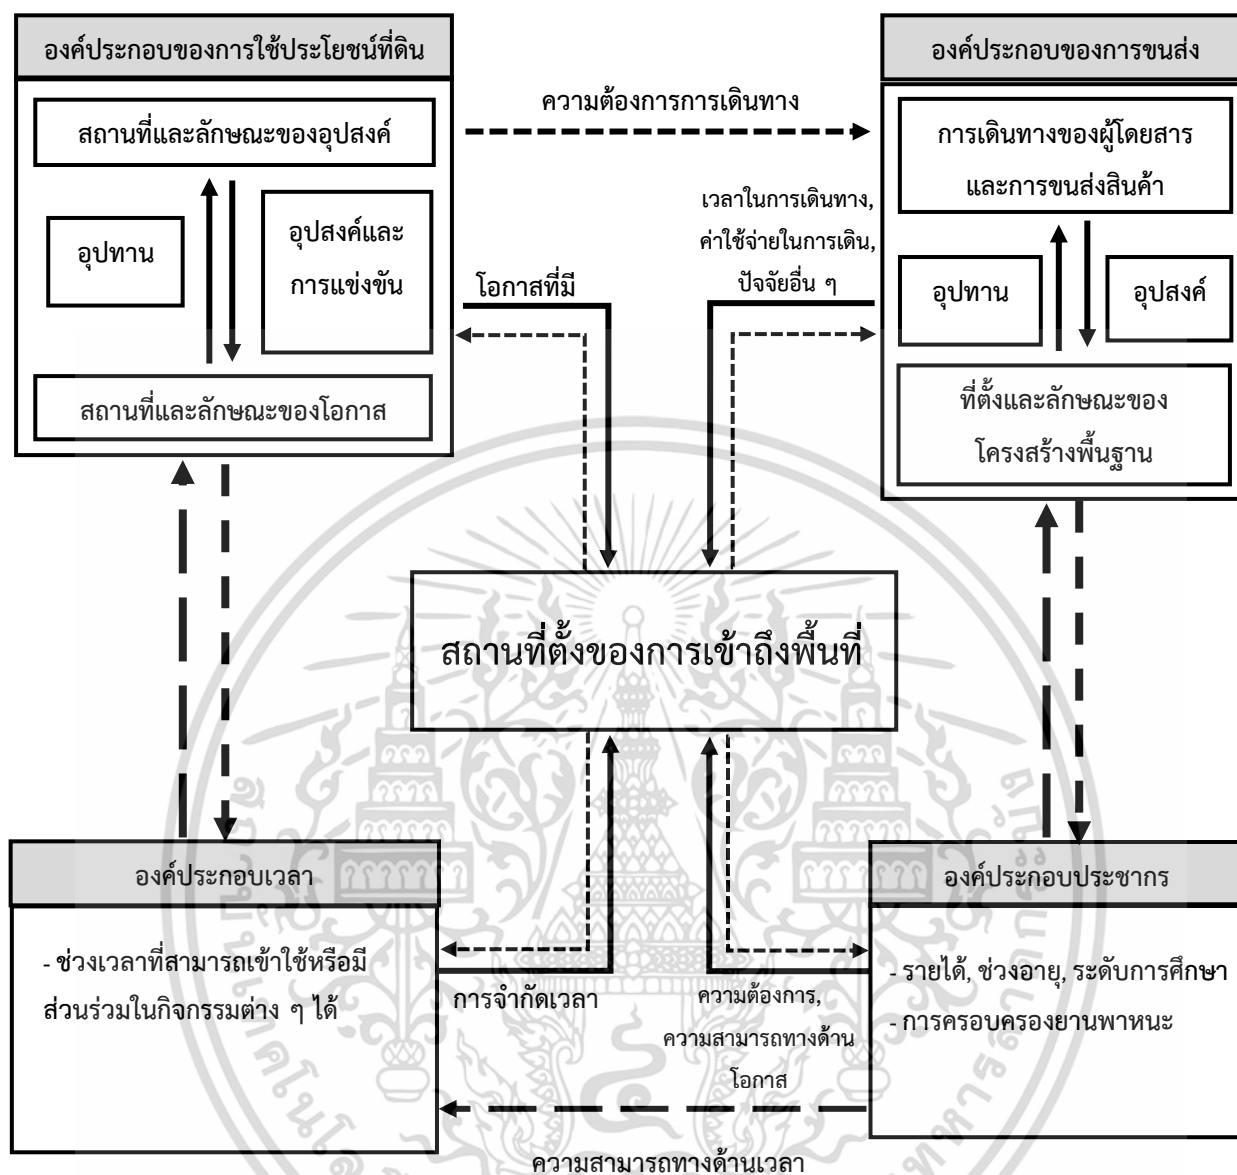 องค์ประกอบของการใช้ประโยชน์ที่ดิน
สถานที่และลักษณะของอุปสงค์
อุปทาน
อุปสงค์และ
การแข่งขัน
สถานที่และลักษณะของโอกาส
ความต้องการการเดินทาง
องค์ประกอบของการขนส่ง
การเดินทางของผู้โดยสาร
และการขนส่งสินค้า
อุปทาน
อุปสงค์
ที่ตั้งและลักษณะของ
โครงสร้างพื้นฐาน
โอกาสที่มี
เวลาในการเดินทาง,
ค่าใช้จ่ายในการเดิน,
ปัจจัยอื่น ๆ
สถานที่ตั้งของการเข้าถึงพื้นที่
องค์ประกอบเวลา
- ช่วงเวลาที่สามารถเข้าใช้หรือมี
ส่วนร่วมในกิจกรรมต่าง ๆ ได้
การจำกัดเวลา
ความต้องการ,
ความสามารถทางด้าน
โอกาส
องค์ประกอบประชากร
- รายได้, ช่วงอายุ, ระดับการศึกษา
- การครอบครองยานพาหนะ
ความสามารถทางด้านเวลา